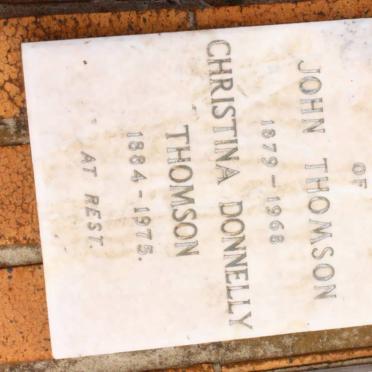 OF
JOHN THOMSON
1879-1968
CHRISTINA DONNELLY
THOMSON
1884-1975.
AT REST.